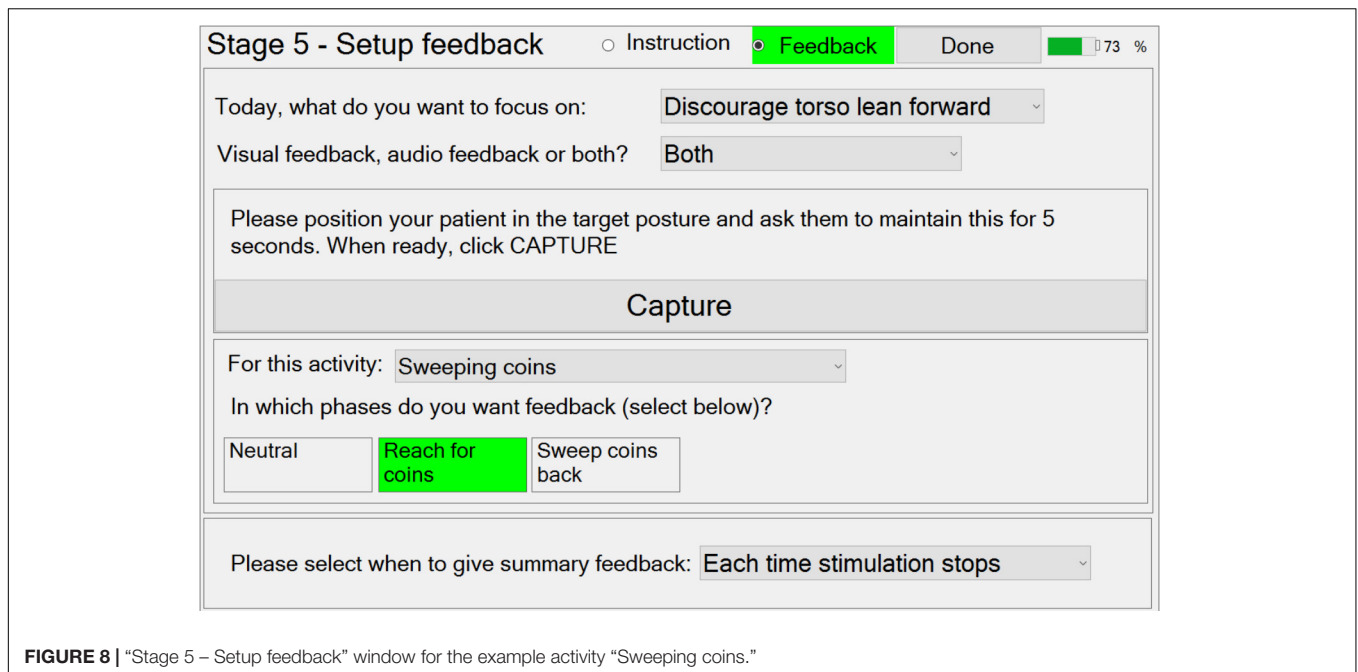 Stage 5 - Setup feedback Instruction Feedback Done 73 %
Today, what do you want to focus on: Discourage torso lean forward
Visual feedback, audio feedback or both? Both
Please position your patient in the target posture and ask them to maintain this for 5
seconds. When ready, click CAPTURE
Capture
For this activity: Sweeping coins
In which phases do you want feedback (select below)?
Neutral
Reach for
coins
Sweep coins
back
Please select when to give summary feedback: Each time stimulation stops
FIGURE 8 | "Stage 5 – Setup feedback" window for the example activity "Sweeping coins."